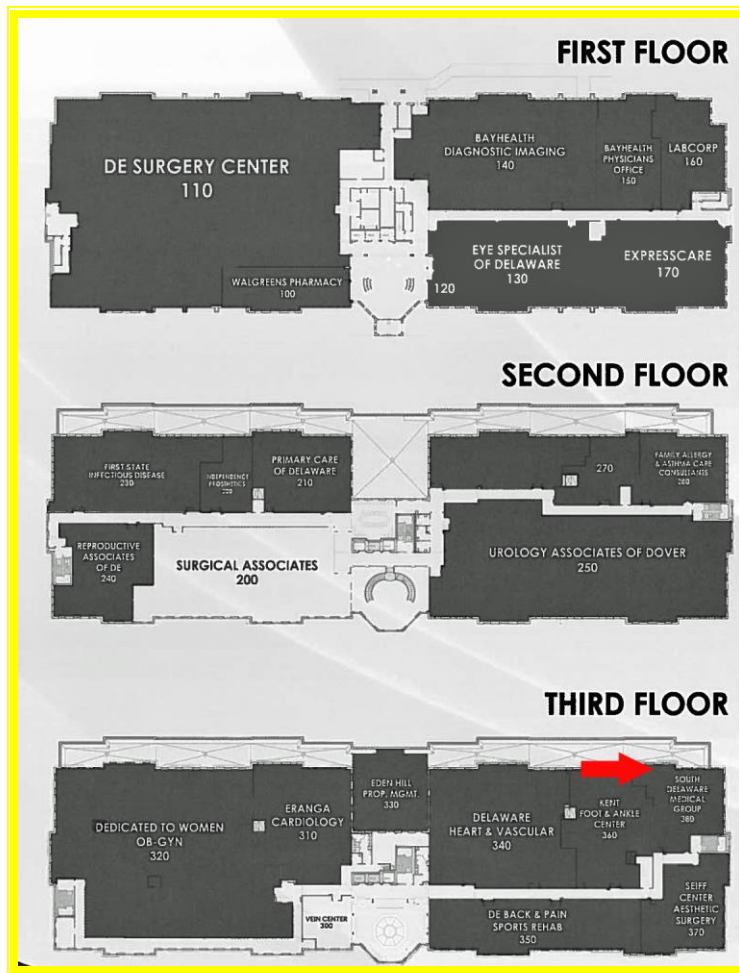 FIRST FLOOR
DE SURGERY CENTER
110
WALGREENS PHARMACY
100
BAYHEALTH
DIAGNOSTIC IMAGING
140
BAYHEALTH
PHYSICIANS
OFFICE
150
LABCORP
160
120
EYE SPECIALIST
OF DELAWARE
130
EXPRESSCARE
170
SECOND FLOOR
FIRST STATE
INFECTIOUS DISEASE
230
INDEPENDENCY
PROSTHETICS
220
PRIMARY CARE
OF DELAWARE
210
270
FAMILY ALLERGY
& ASTHMA CARE
CONSULTANTS
280
REPRODUCTIVE
ASSOCIATES
OF DE
240
SURGICAL ASSOCIATES
200
UROLOGY ASSOCIATES OF DOVER
250
THIRD FLOOR
DEDICATED TO WOMEN
OB-GYN
320
ERANGA
CARDIOLOGY
310
EDEN HILL
PROP. MGMT.
330
DELAWARE
HEART & VASCULAR
340
KENT
FOOT & ANKLE
CENTER
360
SOUTH
DELAWARE
MEDICAL
GROUP
380
VEIN CENTER
300
DE BACK & PAIN
SPORTS REHAB
350
SEIFF
CENTER
AESTHETIC
SURGERY
370